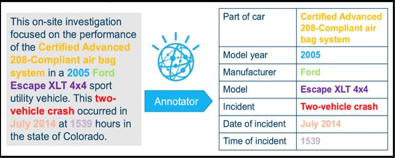 This on-site investigation
focused on the performance
of the Certified Advanced
208-Compliant air bag
system in a 2005 Ford
Escape XLT 4x4 sport
utility vehicle. This two-
vehicle crash occurred in
July 2014 at 1539 hours in
the state of Colorado.
Annotator
Part of car
Certified Advanced
208-Compliant air
bag system
Model year
2005
Manufacturer
Ford
Model
Escape XLT 4x4
Incident
Two-vehicle crash
Date of incident
July 2014
Time of incident
1539